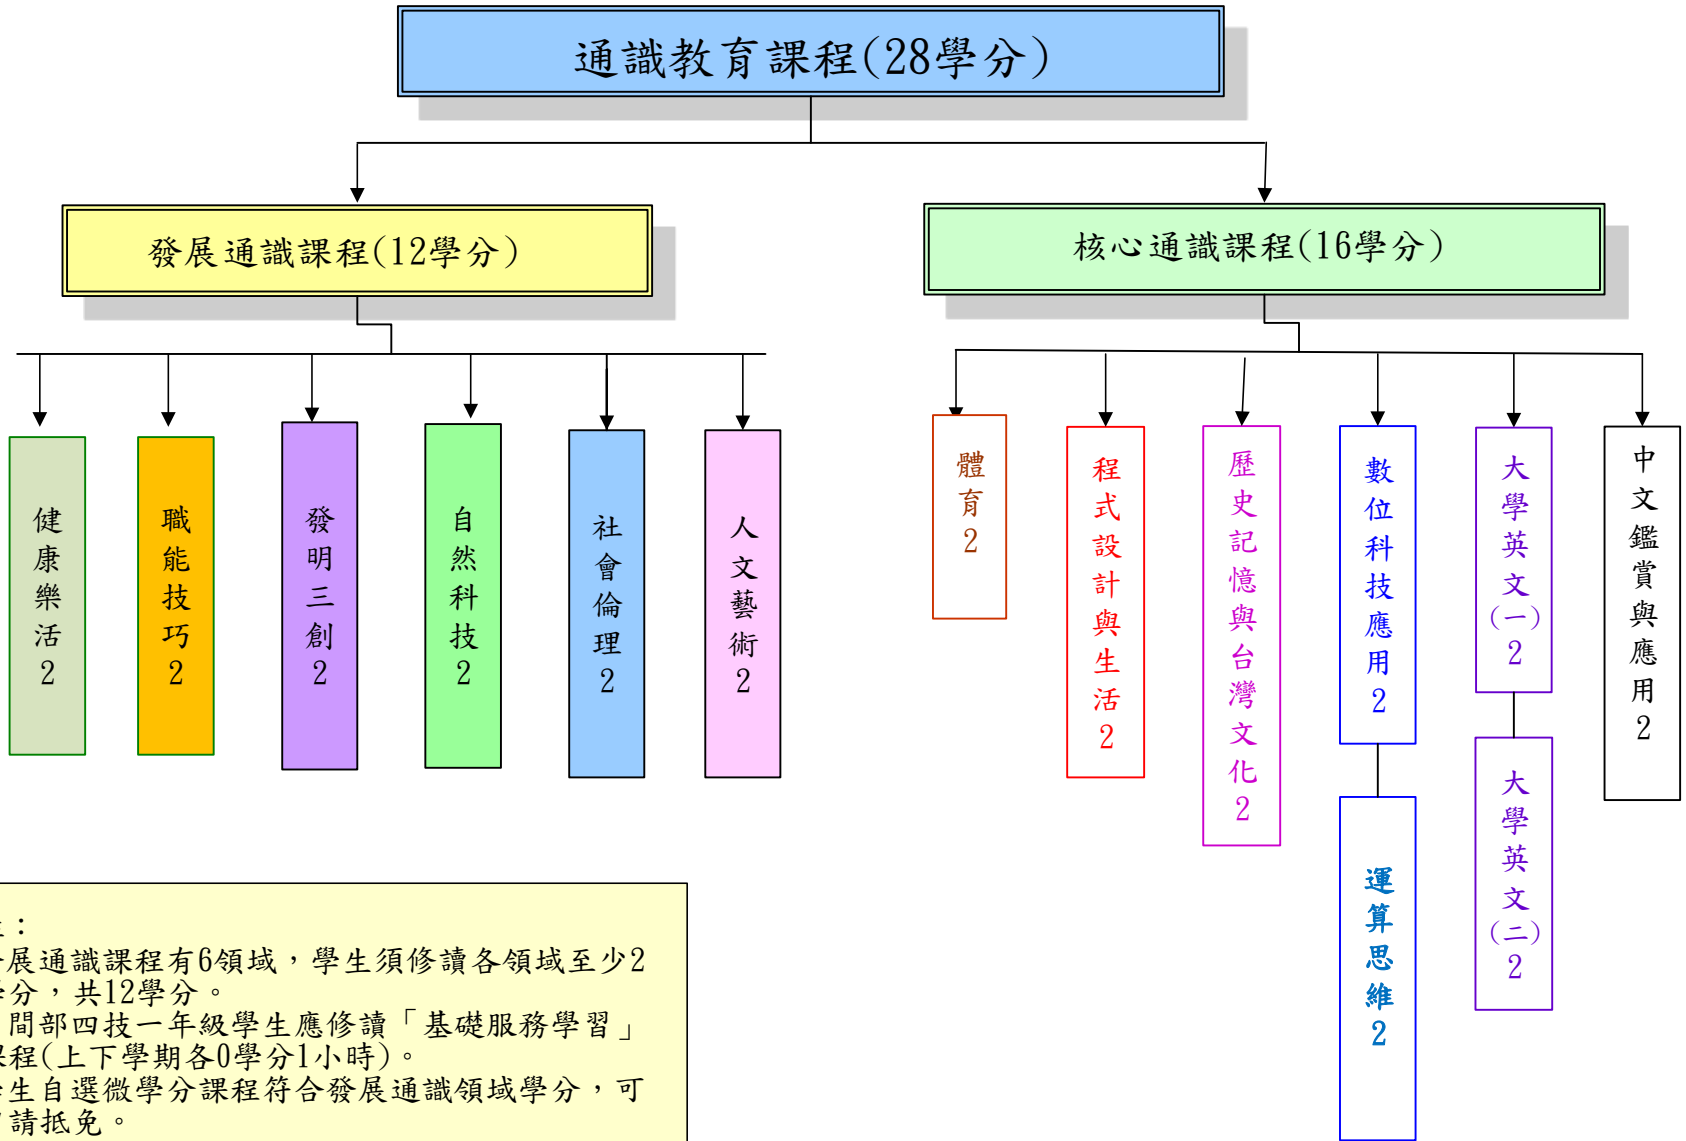 通識教育課程(28學分)
發展通識課程(12學分)
核心通識課程(16學分)
健康樂活2
職能技巧2
發明三創2
自然科技2
社會倫理2
人文藝術2
體育2
程式設計與生活2
歷史記憶與台灣文化2
數位科技應用2
運算思維2
大學英文(一)2
大學英文(二)2
中文鑑賞與應用2
：
展通識課程有6領域，學生須修讀各領域至少2
學分，共12學分。
間部四技一年級學生應修讀「基礎服務學習」
課程(上下學期各0學分1小時)。
學生自選微學分課程符合發展通識領域學分，可
請抵免。